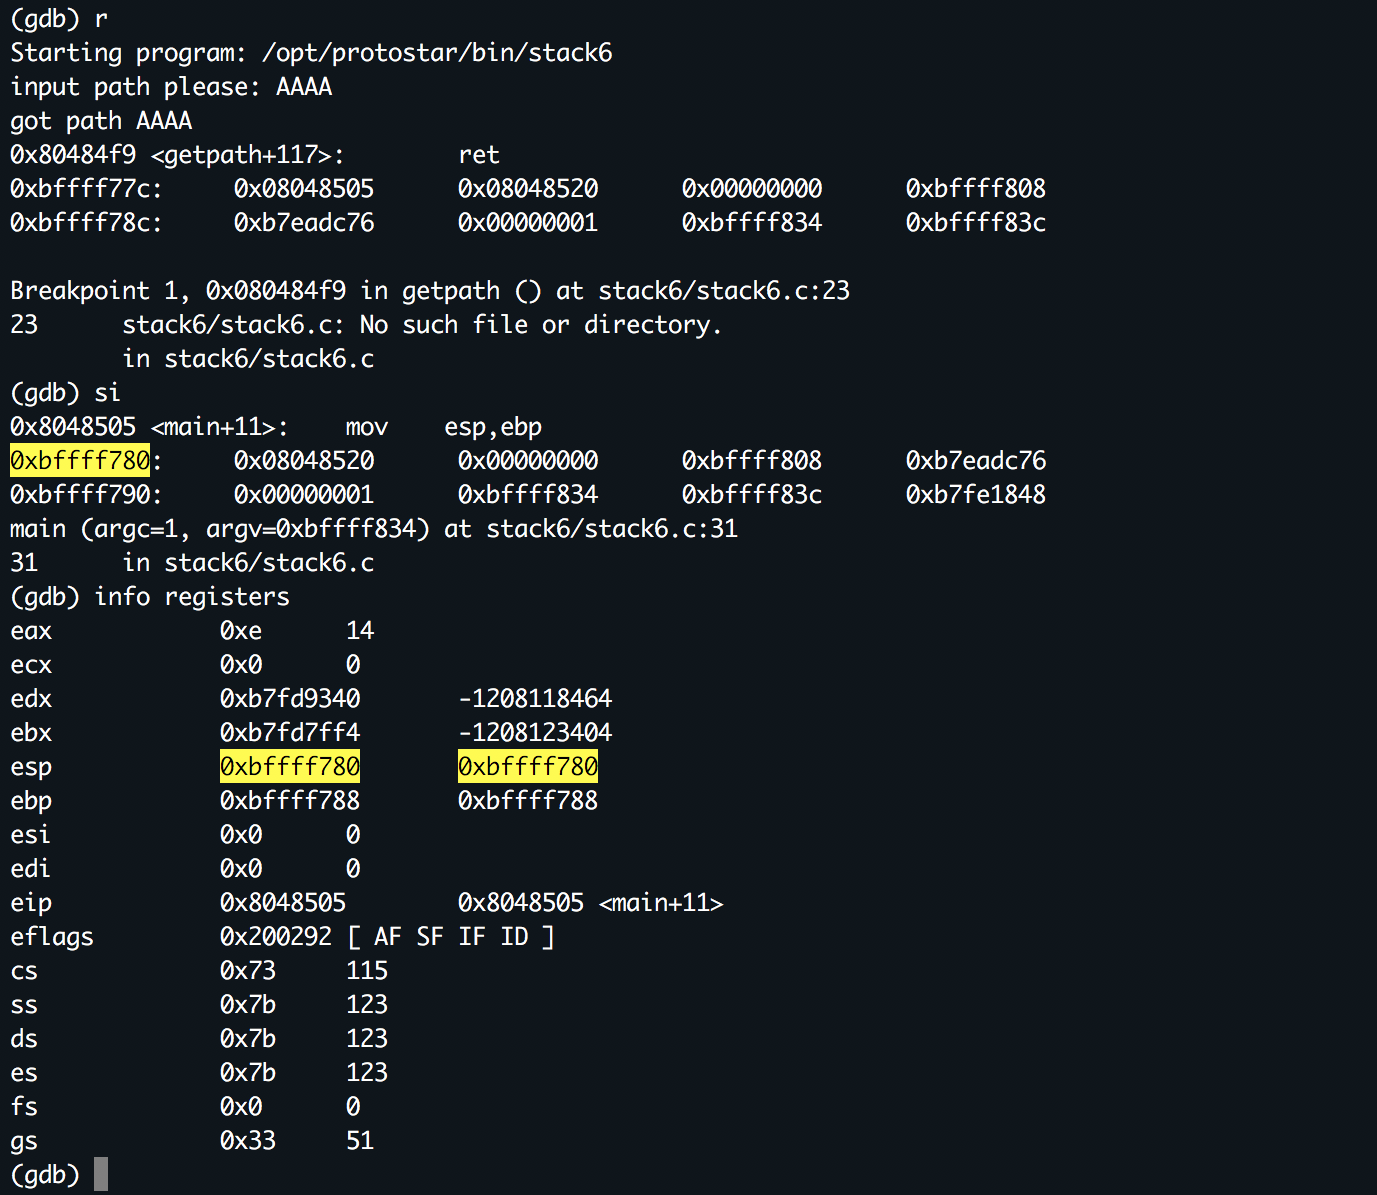 (gdb) r
Starting program: /opt/protostar/bin/stack6
input path please: AAAA
got path AAAA
0x80484f9 <getpath+117>:        ret
0xbffff77c:     0x08048505      0x08048520      0x00000000      0xbffff808
0xbffff78c:     0xb7eadc76      0x00000001      0xbffff834      0xbffff83c

Breakpoint 1, 0x080484f9 in getpath () at stack6/stack6.c:23
23      stack6/stack6.c: No such file or directory.
        in stack6/stack6.c
(gdb) si
0x8048505 <main+11>:    mov    esp,ebp
0xbffff780:     0x08048520      0x00000000      0xbffff808      0xb7eadc76
0xbffff790:     0x00000001      0xbffff834      0xbffff83c      0xb7fe1848
main (argc=1, argv=0xbffff834) at stack6/stack6.c:31
31      in stack6/stack6.c
(gdb) info registers
eax            0xe      14
ecx            0x0      0
edx            0xb7fd9340       -1208118464
ebx            0xb7fd7ff4       -1208123404
esp            0xbffff780       0xbffff780
ebp            0xbffff788       0xbffff788
esi            0x0      0
edi            0x0      0
eip            0x8048505        0x8048505 <main+11>
eflags         0x200292 [ AF SF IF ID ]
cs             0x73     115
ss             0x7b     123
ds             0x7b     123
es             0x7b     123
fs             0x0      0
gs             0x33     51
(gdb)